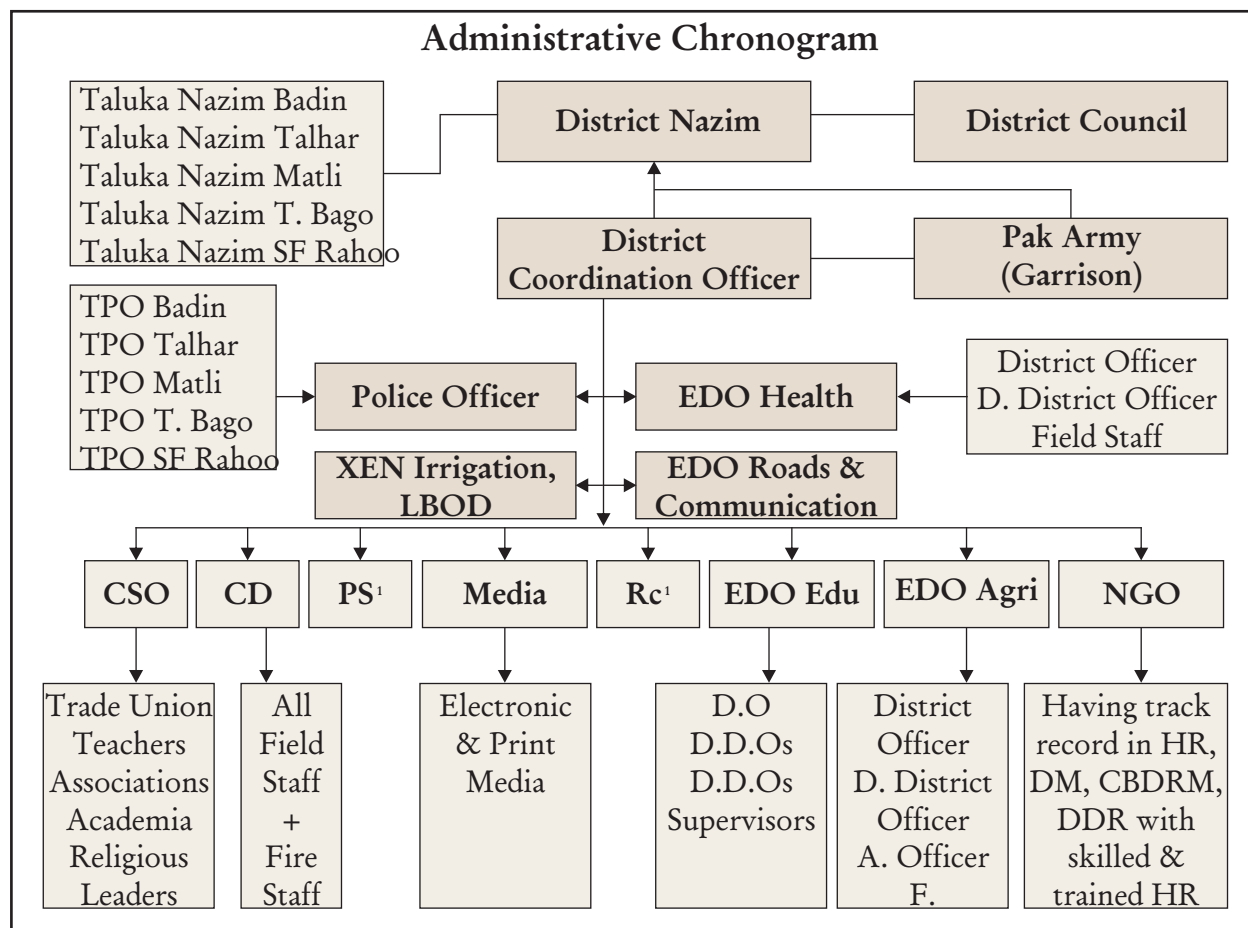 Administrative Chronogram
Taluka Nazim Badin
Taluka Nazim Talhar
Taluka Nazim Matli
Taluka Nazim T. Bago
Taluka Nazim SF Rahoo
District Nazim
District Council
District
Coordination Officer
Pak Army
(Garrison)
TPO Badin
TPO Talhar
TPO Matli
TPO T. Bago
TPO SF Rahoo
Police Officer
EDO Health
District Officer
D. District Officer
Field Staff
XEN Irrigation,
LBOD
EDO Roads &
Communication
CSO
CD
PS¹
Media
Rc¹
EDO Edu
EDO Agri
NGO
Trade Union
Teachers
Associations
Academia
Religious
Leaders
All
Field
Staff
+
Fire
Staff
Electronic
& Print
Media
D.O
D.D.Os
D.D.Os
Supervisors
District
Officer
D. District
Officer
A. Officer
F.
Having track
record in HR,
DM, CBDRM,
DDR with
skilled &
trained HR